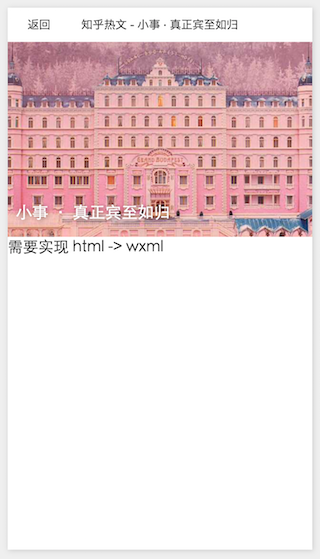 返回 知乎热文 - 小事 · 真正宾至如归
GRAND BUDAPEST
小事 · 真正宾至如归
需要实现 html -> wxml